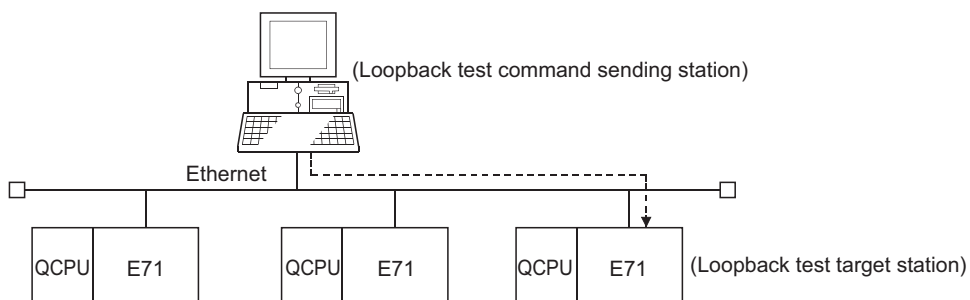 (Loopback test command sending station)
Ethernet
QCPU E71 QCPU E71 QCPU E71
(Loopback test target station)